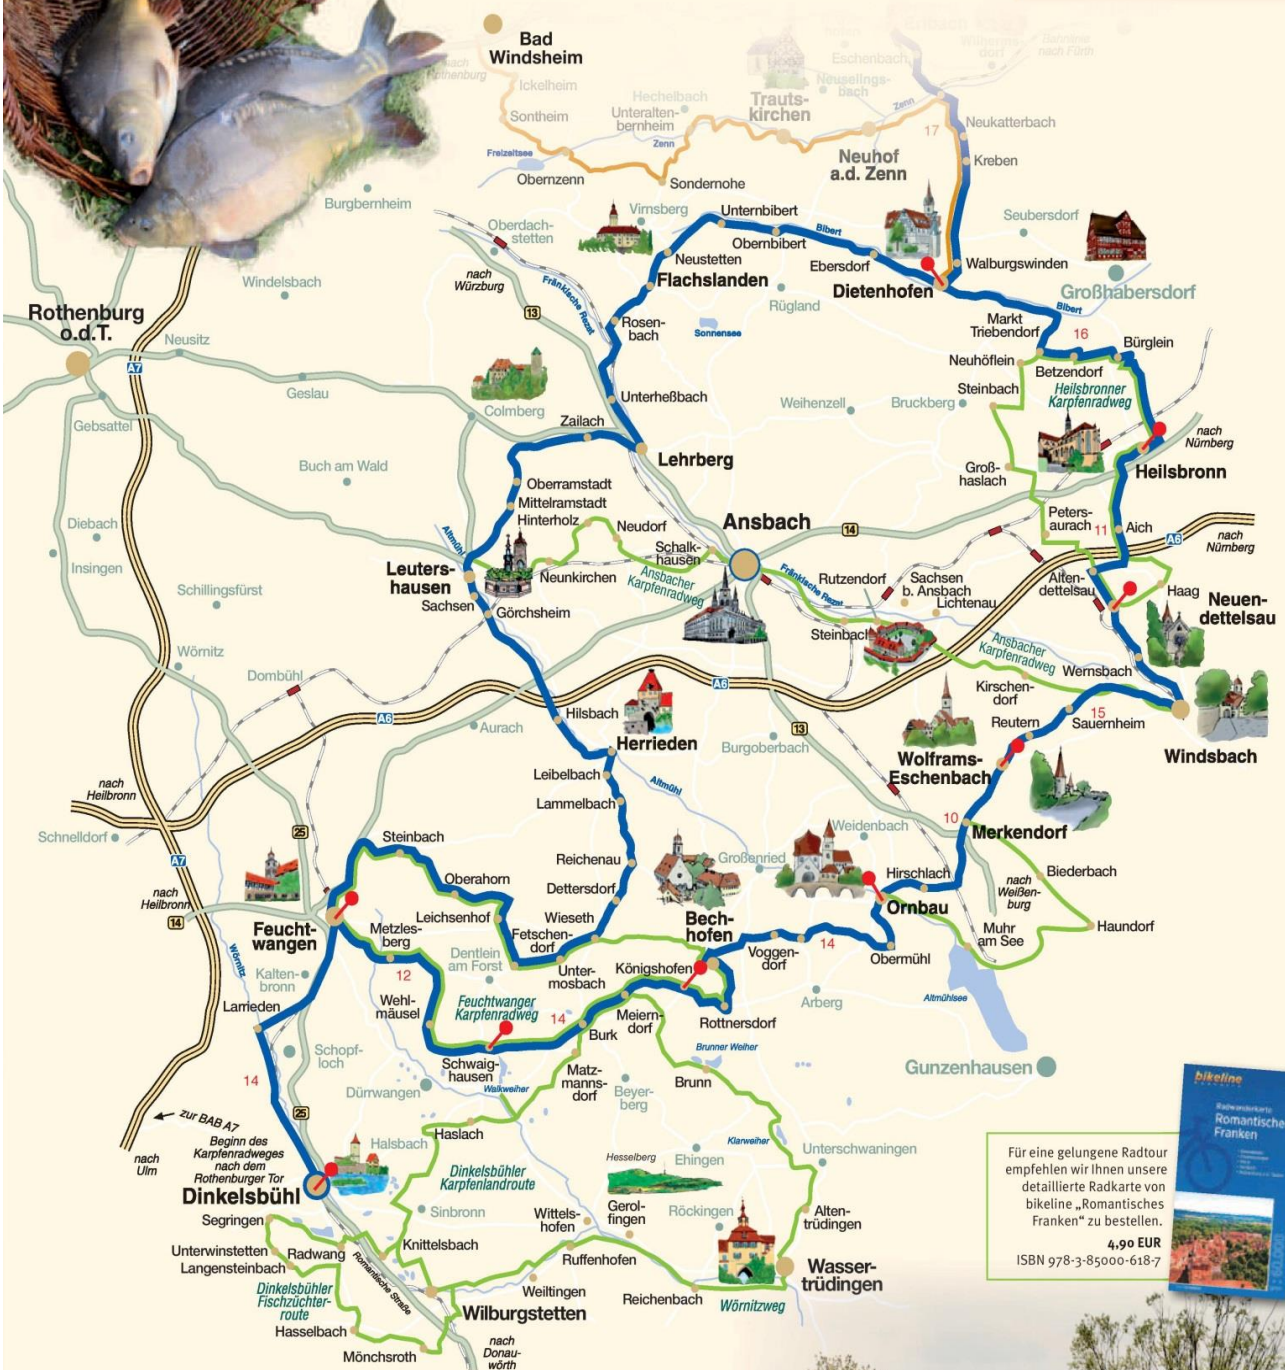 Bad
Windsheim
nach
Rothenburg
Ickelheim
Sontheim
Hechelbach
Unteralten-
bernheim
Zenn
Freizeitsee
Obernzenn
Sondernohe
Trauts-
kirchen
Eschenbach
Neuselings-
bach
Zenn
Bahnlinie
nach Fürth
17
Neukatterbach
Kreben
Neuhof
a.d. Zenn
Burgbernheim
Oberdach-
stetten
Virnsberg
Unternbibert
Obernbibert
Bibert
Seubersdorf
Neustetten
Ebersdorf
Walburgswinden
nach
Würzburg
Fränkische Rezat
Flachslanden
Rügland
Dietenhofen
Großhabersdorf
Windelsbach
13
Rosen-
bach
Sonnensee
Bibert
Markt
Triebendorf
16
Bürglein
Rothenburg
o.d.T.
Neusitz
A7
Geslau
Colmberg
Unterheßbach
Weihenzell
Bruckberg
Neuhöflein
Betzendorf
Steinbach
Heilsbronner
Karpfenradweg
Gebsattel
Zailach
Lehrberg
nach
Nürnberg
Heilsbronn
Buch am Wald
Oberramstadt
Mittelramstadt
Hinterholz
Neudorf
Ansbach
14
Groß-
haslach
Peters-
aurach
11
Aich
A6
nach
Nürnberg
Diebach
Insingen
Altmühl
Leuters-
hausen
Sachsen
Görchsheim
Neunkirchen
Schalk-
hausen
Ansbacher
Karpfenradweg
Fränkische Rezat
Rutzendorf
Sachsen
b. Ansbach
Lichtenau
Steinbach
Alten-
dettelsau
Haag
Neuen-
dettelsau
Schillingsfürst
Wörnitz
Dombühl
Ansbacher
Karpfenradweg
Wernsbach
Kirschen-
dorf
A6
A6
Hilsbach
Herrieden
Aurach
Burgoberbach
13
Reutern
15
Sauernheim
Windsbach
Wolframs-
Eschenbach
Leibelbach
Lammelbach
Altmühl
nach
Heilbronn
Schnelldorf
A7
25
Steinbach
Reichenau
Großenried
Weidenbach
10
Merkendorf
Biederbach
nach
Heilbronn
14
Feucht-
wangen
Oberahorn
Dettersdorf
Leichsenhof
Wieseth
Bech-
hofen
Hirschlach
Ornbau
nach
Weißen-
burg
Haundorf
Metzles-
berg
Fetschen-
dorf
Muhr
am See
Wörnitz
Kalten-
bronn
12
Dentlein
am Forst
Unter-
mosbach
Königshofen
Voggen-
dorf
14
Obermühl
Larrieden
Wehl-
mäusel
Feuchtwanger
Karpfenradweg
14
Burk
Meiern-
dorf
Rottnersdorf
Arberg
Altmühlsee
Schopf-
loch
Schwaig-
hausen
Walkweiher
Matz-
manns-
dorf
Brunner Weiher
Brunn
Gunzenhausen
14
Dürrwangen
Beyer-
berg
25
zur BAB A7
nach
Ulm
Beginn des
Karpfenradweges
nach dem
Rothenburger Tor
Halsbach
Haslach
Klarweiher
Unterschwaningen
Dinkelsbühl
Dinkelsbühler
Karpfenlandroute
Hesselberg
Ehingen
Segringen
Sinbronn
Wittels-
hofen
Gerol-
fingen
Röckingen
Alten-
trüdingen
Unterwinstetten
Langensteinbach
Radwang
Knittelsbach
Ruffenhofen
Wasser-
trüdingen
Romantische Straße
Dinkelsbühler
Fischzüchter-
route
Weiltingen
Reichenbach
Wörnitzweg
Wilburgstetten
Hasselbach
Mönchsroth
nach
Donau-
wörth
bikeline
Radwanderkarte
Romantisches
Franken
Für eine gelungene Radtour
empfehlen wir Ihnen unsere
detaillierte Radkarte von
bikeline „Romantisches
Franken“ zu bestellen.
4,90 EUR
ISBN 978-3-85000-618-7